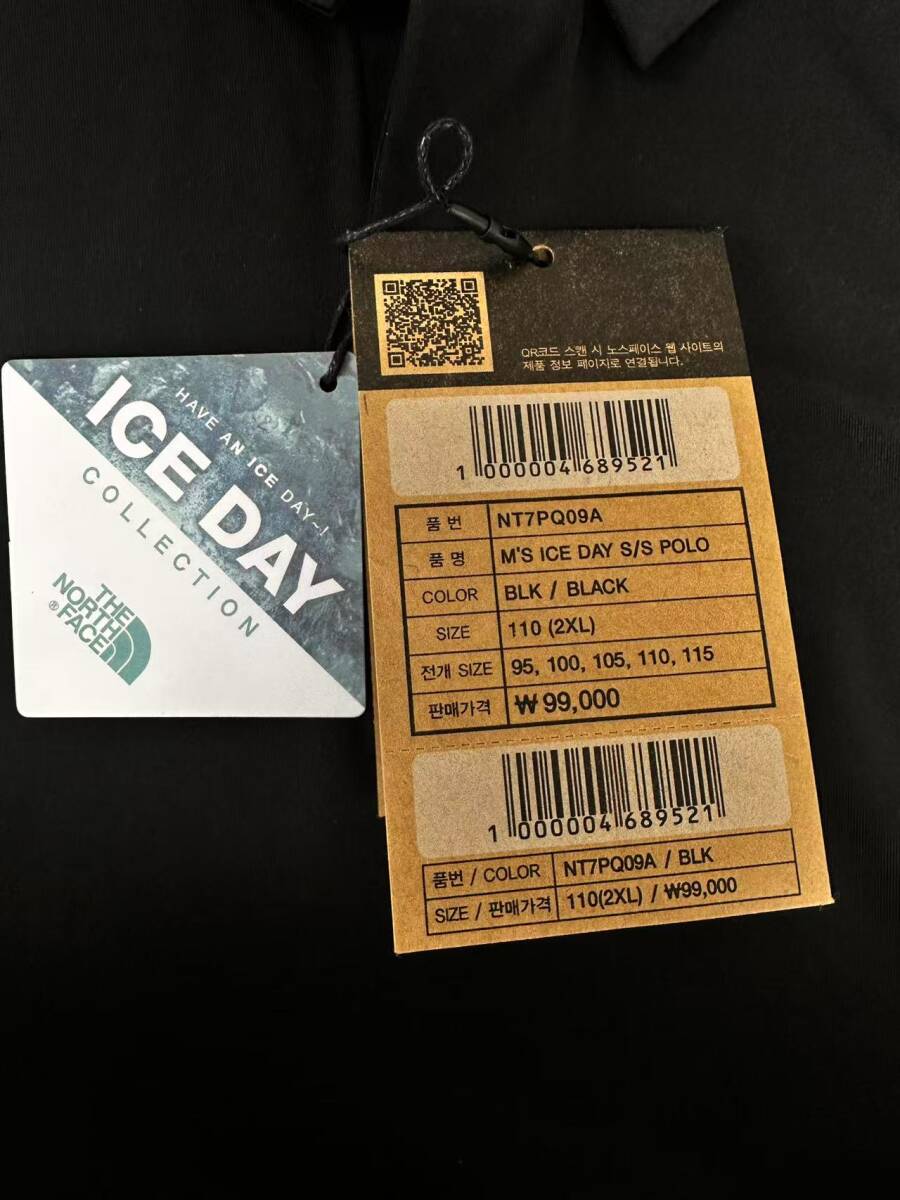 HAVE AN ICE DAY~!
ICE DAY
COLLECTION
THE
NORTH
FACE
®
QR코드 스캔 시 노스페이스 웹 사이트의
제품 정보 페이지로 연결됩니다.
1 000004 689521
품 번 NT7PQ09A
품 명 M'S ICE DAY S/S POLO
COLOR BLK / BLACK
SIZE 110 (2XL)
전개 SIZE 95, 100, 105, 110, 115
판매가격 ₩99,000
1 000004 689521
품번 / COLOR NT7PQ09A / BLK
SIZE / 판매가격 110(2XL) / ₩99,000